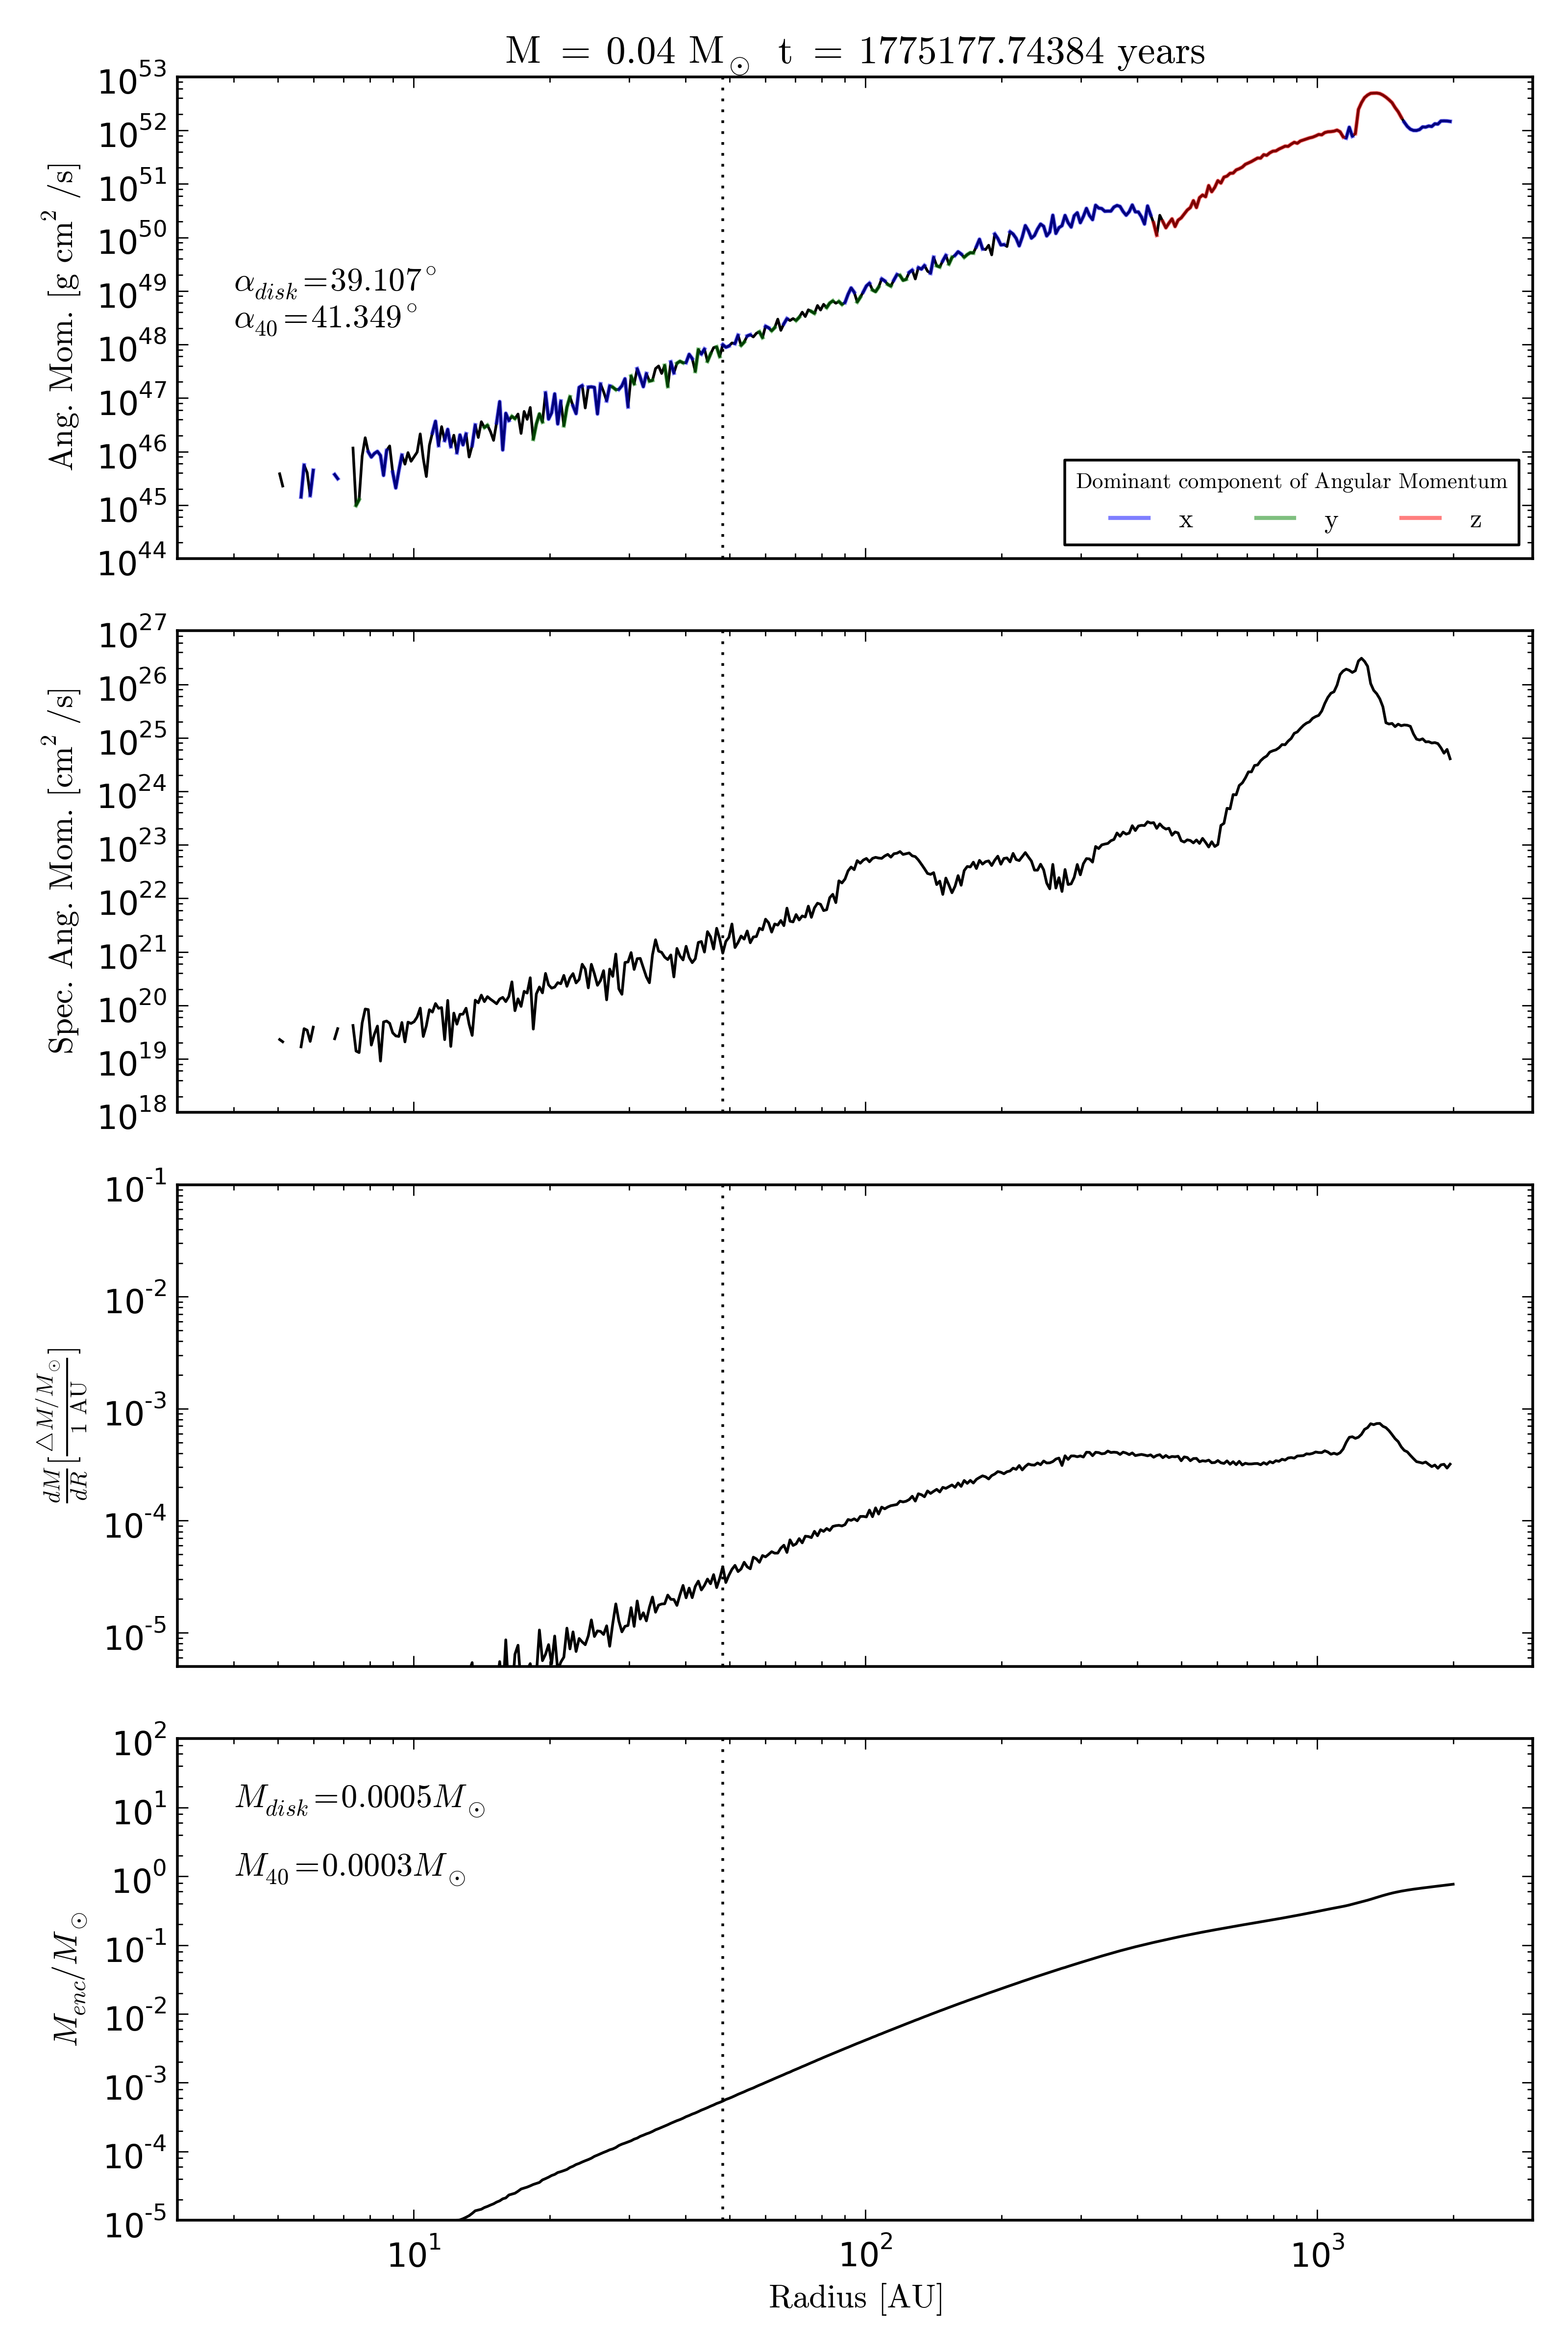 M = 0.04 M⊙ t = 1775177.74384 years
10^53
10^52
10^51
10^50
10^49
10^48
10^47
10^46
10^45
10^44
Ang. Mom. [g cm^2 /s]
α_disk=39.107°
α_40=41.349°
Dominant component of Angular Momentum
x y z
10^27
10^26
10^25
10^24
10^23
10^22
10^21
10^20
10^19
10^18
Spec. Ang. Mom. [cm^2 /s]
10^-1
10^-2
10^-3
10^-4
10^-5
dM/dR [△M/M⊙ / 1 AU]
10^2
10^1
10^0
10^-1
10^-2
10^-3
10^-4
10^-5
M_enc/M⊙
M_disk=0.0005M⊙
M_40=0.0003M⊙
10^1 10^2 10^3
Radius [AU]